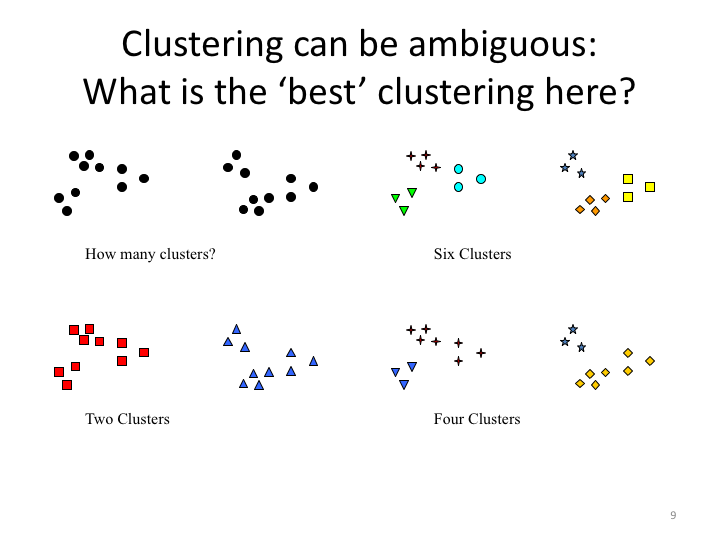 Clustering can be ambiguous:
What is the ‘best’ clustering here?
How many clusters?
Six Clusters
Two Clusters
Four Clusters
9